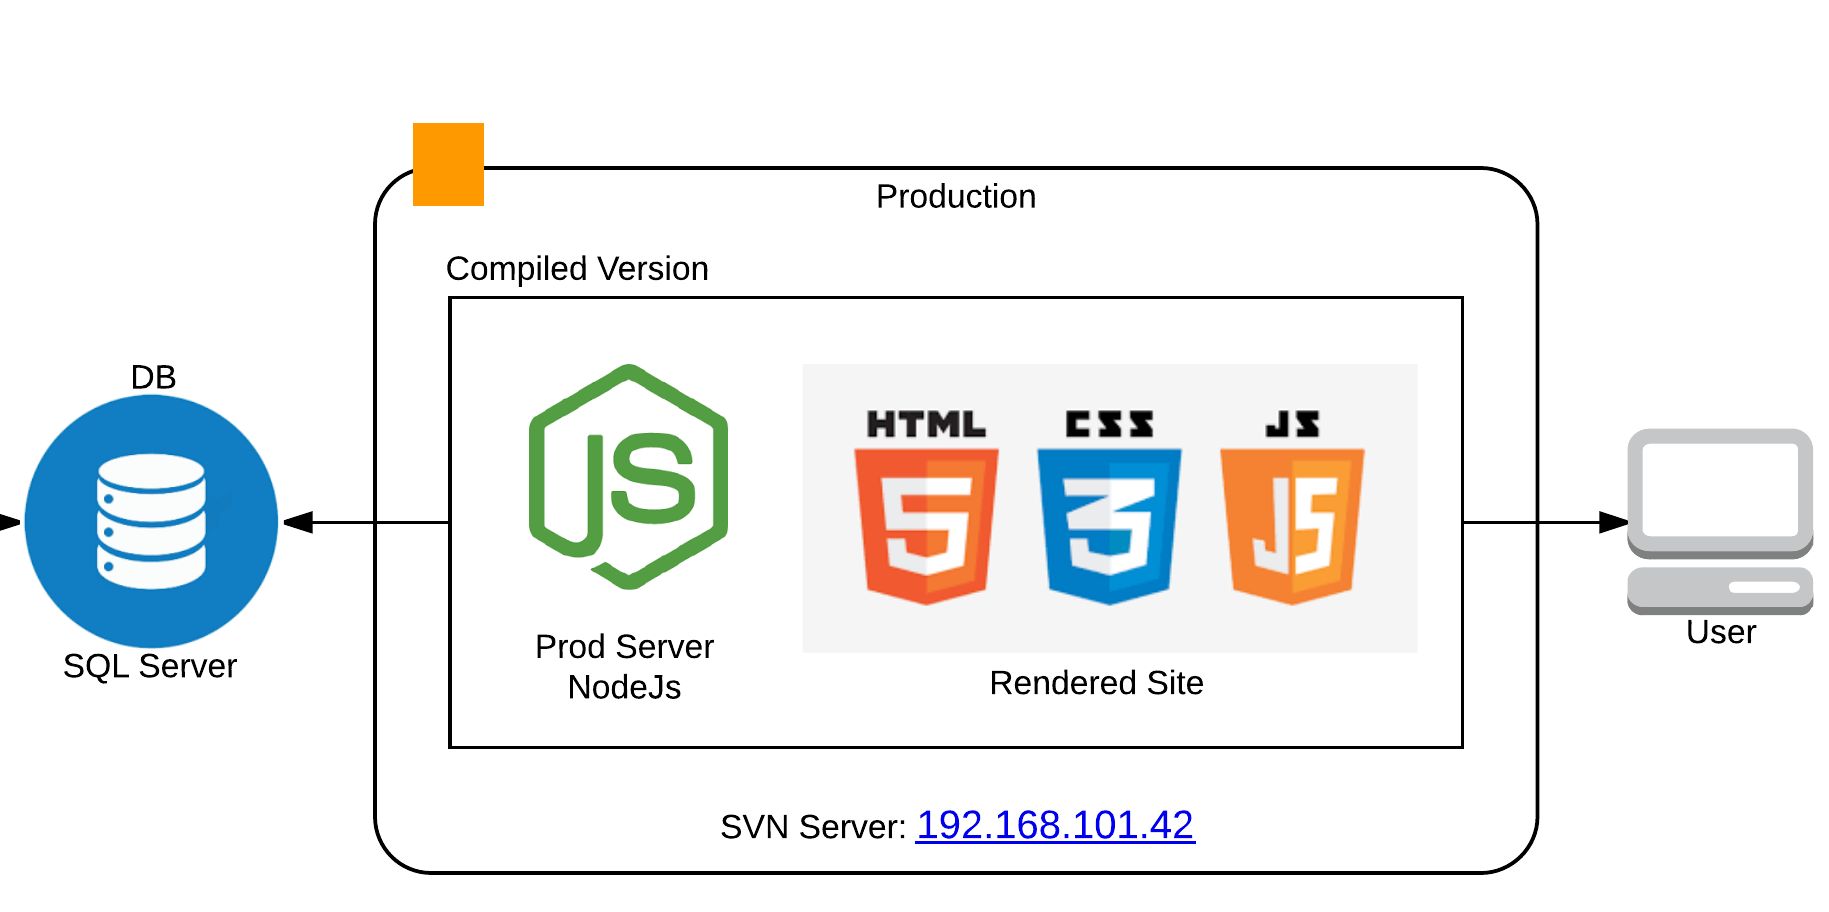 Production
Compiled Version
DB
SQL Server
JS
Prod Server
NodeJs
HTML CSS JS
5 3 JS
Rendered Site
User
SVN Server: 192.168.101.42